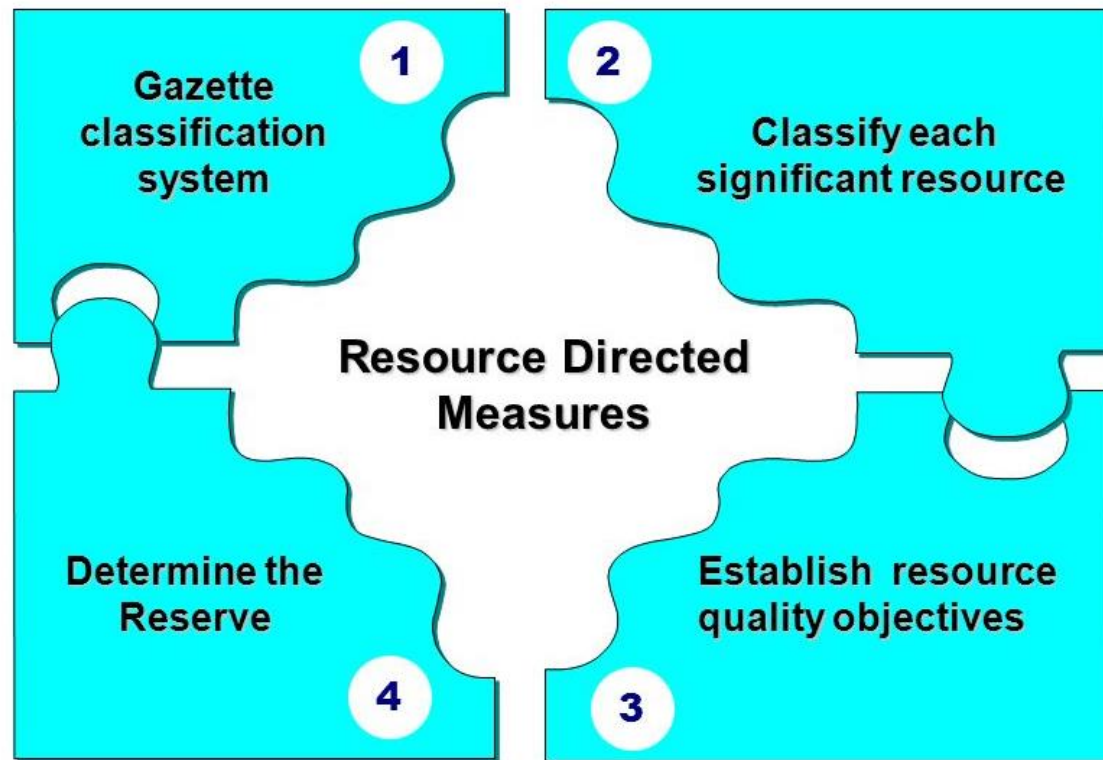 1
Gazette
classification
system
2
Classify each
significant resource
Resource Directed
Measures
3
Establish resource
quality objectives
4
Determine the
Reserve